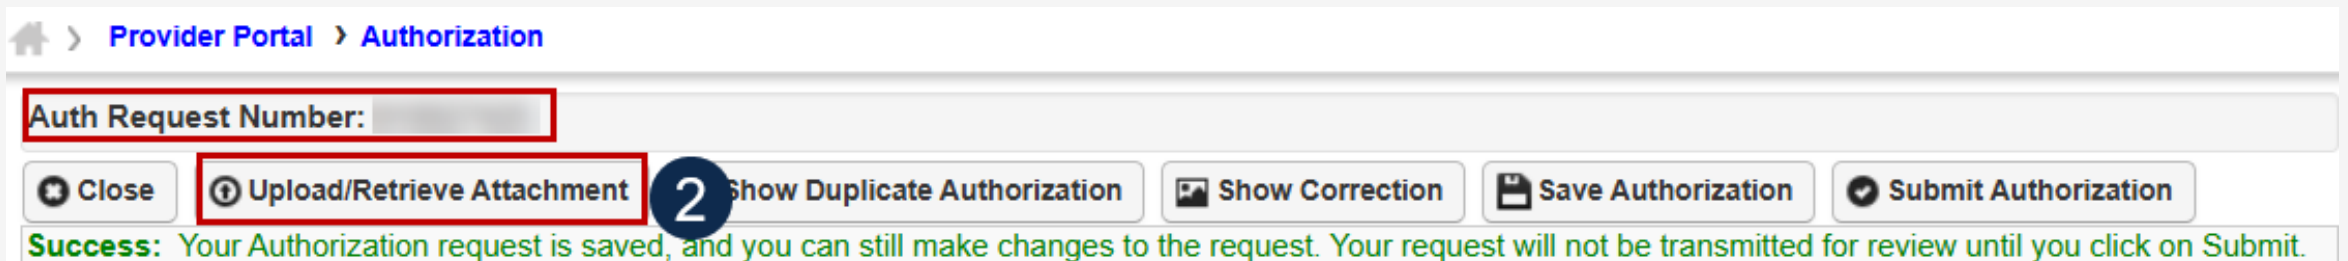 Provider Portal > Authorization
Auth Request Number:
Close Upload/Retrieve Attachment 2 Show Duplicate Authorization Show Correction Save Authorization Submit Authorization
Success: Your Authorization request is saved, and you can still make changes to the request. Your request will not be transmitted for review until you click on Submit.